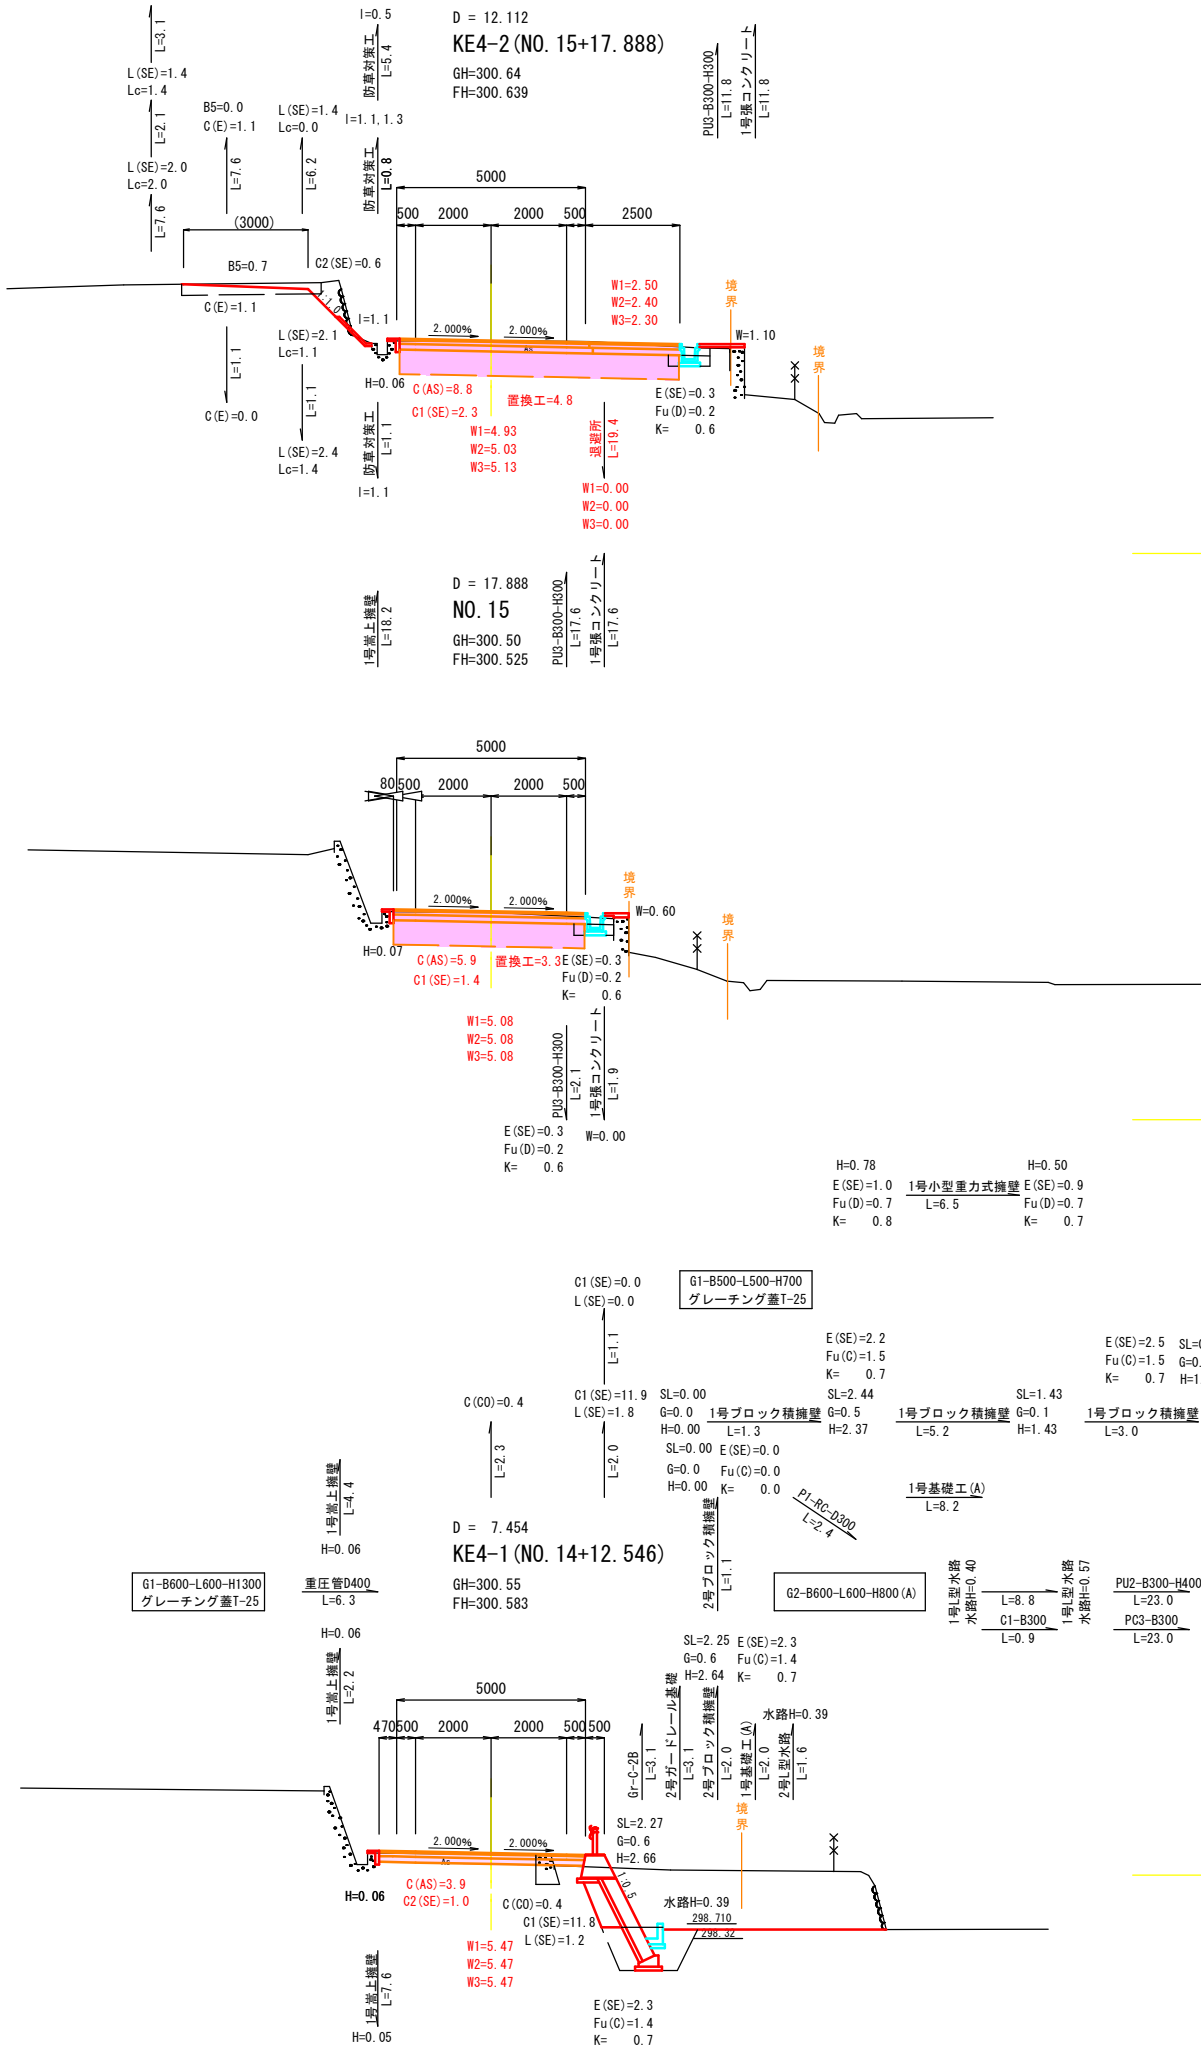 L=3.1
L(SE)=1.4
Lc=1.4
L=2.1
L(SE)=2.0
Lc=2.0
L=7.6
B5=0.0
C(E)=1.1
L=7.6
L(SE)=1.4
Lc=0.0
L=6.2
l=0.5
防草対策工
L=5.4
l=1.1,1.3
防草対策工
L=0.8
D = 12.112
KE4-2(NO.15+17.888)
GH=300.64
FH=300.639
PU3-B300-H300
L=11.8
1号張コンクリート
L=11.8
5000
500
2000
2000
500
2500
(3000)
B5=0.7
C2(SE)=0.6
C(E)=1.1
1:1.0
l=1.1
2.000%
2.000%
W1=2.50
W2=2.40
W3=2.30
境界
W=1.10
境界
L=1.1
C(E)=0.0
L(SE)=2.1
Lc=1.1
L=1.1
L(SE)=2.4
Lc=1.4
H=0.06
防草対策工
L=1.1
l=1.1
C(AS)=8.8
C1(SE)=2.3
置換工=4.8
W1=4.93
W2=5.03
W3=5.13
退避所
L=19.4
W1=0.00
W2=0.00
W3=0.00
E(SE)=0.3
Fu(D)=0.2
K= 0.6
1号嵩上擁壁
L=18.2
D = 17.888
NO.15
GH=300.50
FH=300.525
PU3-B300-H300
L=17.6
1号張コンクリート
L=17.6
5000
80
500
2000
2000
500
2.000%
2.000%
境界
W=0.60
境界
H=0.07
C(AS)=5.9
C1(SE)=1.4
置換工=3.3
E(SE)=0.3
Fu(D)=0.2
K= 0.6
W1=5.08
W2=5.08
W3=5.08
PU3-B300-H300
L=2.1
1号張コンクリート
L=1.9
E(SE)=0.3
Fu(D)=0.2
K= 0.6
W=0.00
H=0.78
E(SE)=1.0
Fu(D)=0.7
K= 0.8
1号小型重力式擁壁
L=6.5
H=0.50
E(SE)=0.9
Fu(D)=0.7
K= 0.7
C1(SE)=0.0
L(SE)=0.0
L=1.1
G1-B500-L500-H700
グレーチング蓋T-25
E(SE)=2.2
Fu(C)=1.5
K= 0.7
E(SE)=2.5
Fu(C)=1.5
K= 0.7
C(CO)=0.4
L=2.3
C1(SE)=11.9
L(SE)=1.8
L=2.0
SL=0.00
G=0.0
H=0.00
1号ブロック積擁壁
L=1.3
SL=2.44
G=0.5
H=2.37
1号ブロック積擁壁
L=5.2
SL=1.43
G=0.1
H=1.43
1号ブロック積擁壁
L=3.0
SL=0.00
G=0.0
H=0.00
E(SE)=0.0
Fu(C)=0.0
K= 0.0
P1-RC-D300
L=2.4
1号基礎工(A)
L=8.2
1号嵩上擁壁
L=4.4
H=0.06
D = 7.454
KE4-1(NO.14+12.546)
GH=300.55
FH=300.583
2号ブロック積擁壁
L=1.1
G1-B600-L600-H1300
グレーチング蓋T-25
重圧管D400
L=6.3
G2-B600-L600-H800(A)
1号L型水路
水路H=0.40
L=8.8
C1-B300
L=0.9
1号L型水路
水路H=0.57
PU2-B300-H400
L=23.0
PC3-B300
L=23.0
H=0.06
1号嵩上擁壁
L=2.2
SL=2.25
G=0.6
H=2.64
E(SE)=2.3
Fu(C)=1.4
K= 0.7
5000
470
500
2000
2000
500
500
Gr-C-2B
L=3.1
2号ガードレール基礎
L=3.1
2号ブロック積擁壁
L=2.0
1号基礎工(A)
L=2.0
水路H=0.39
2号L型水路
L=1.6
境界
2.000%
2.000%
SL=2.27
G=0.6
H=2.66
1:0.5
H=0.06
C(AS)=3.9
C2(SE)=1.0
C(CO)=0.4
C1(SE)=11.8
L(SE)=1.2
水路H=0.39
298.710
298.32
W1=5.47
W2=5.47
W3=5.47
1号嵩上擁壁
L=7.6
H=0.05
E(SE)=2.3
Fu(C)=1.4
K= 0.7